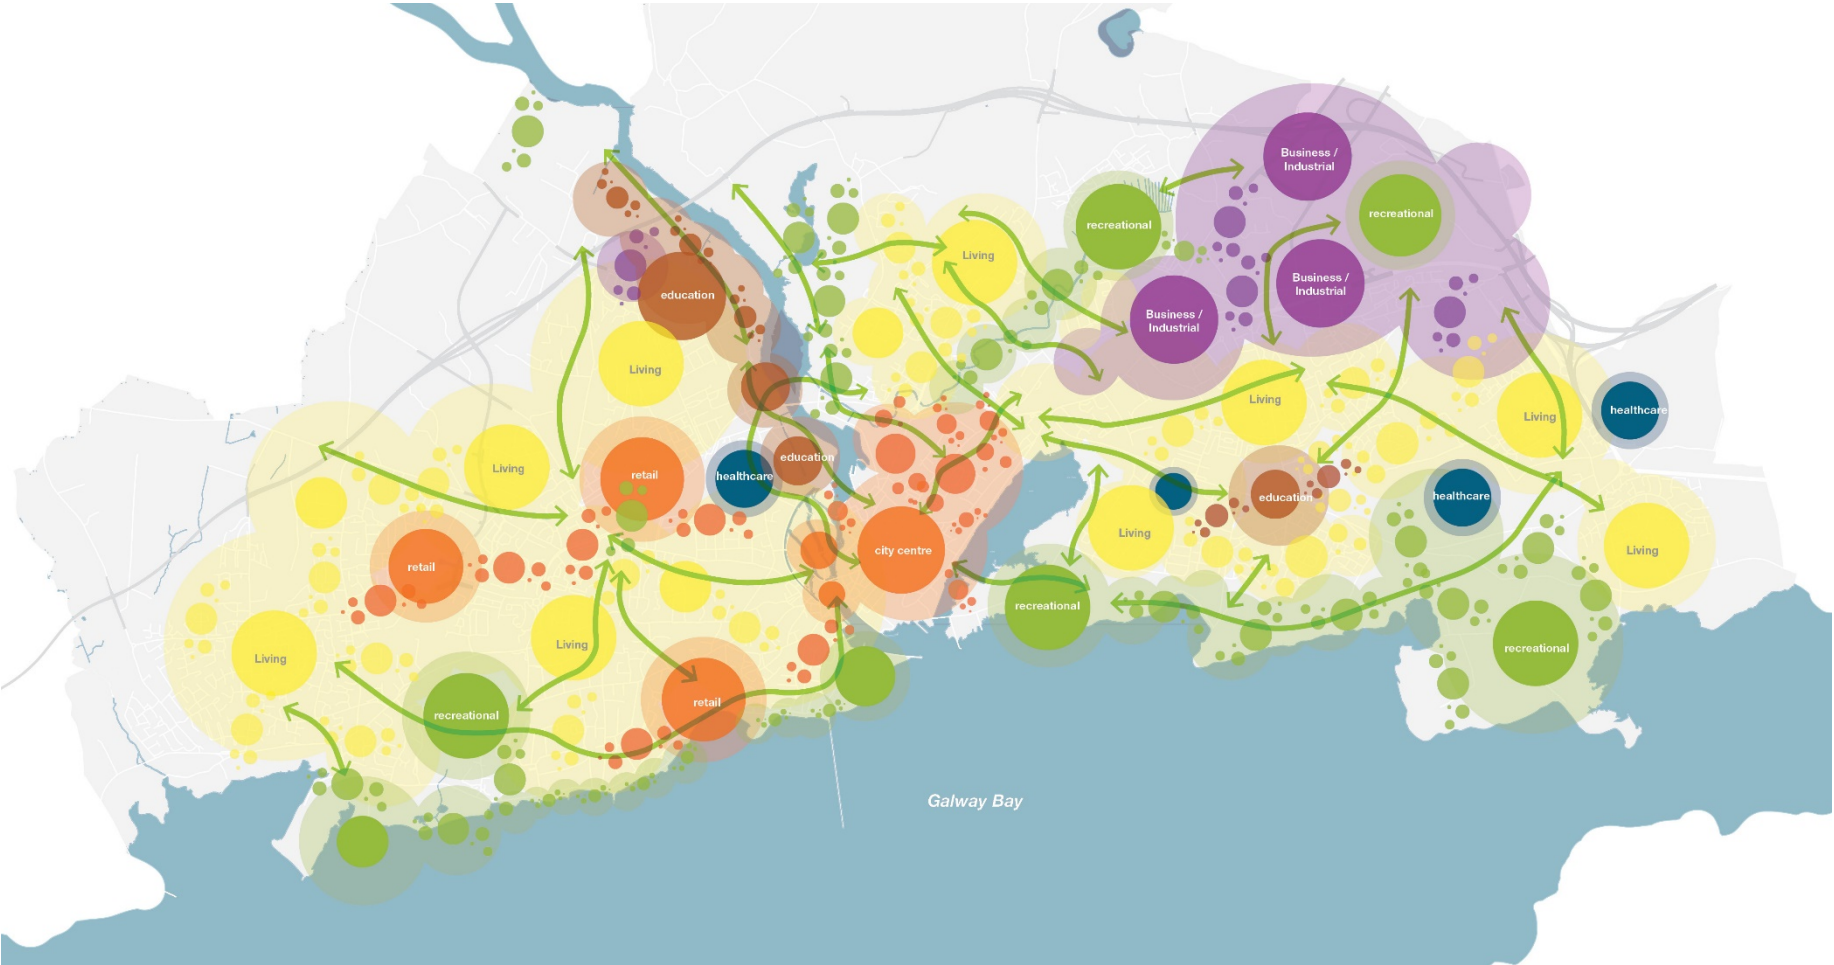 Business /
Industrial
recreational
recreational
Living
education
Business /
Industrial
Business /
Industrial
Living
Living
Living
healthcare
education
Living
retail
healthcare
healthcare
education
Living
city centre
Living
retail
recreational
Living
recreational
Living
retail
recreational
Galway Bay